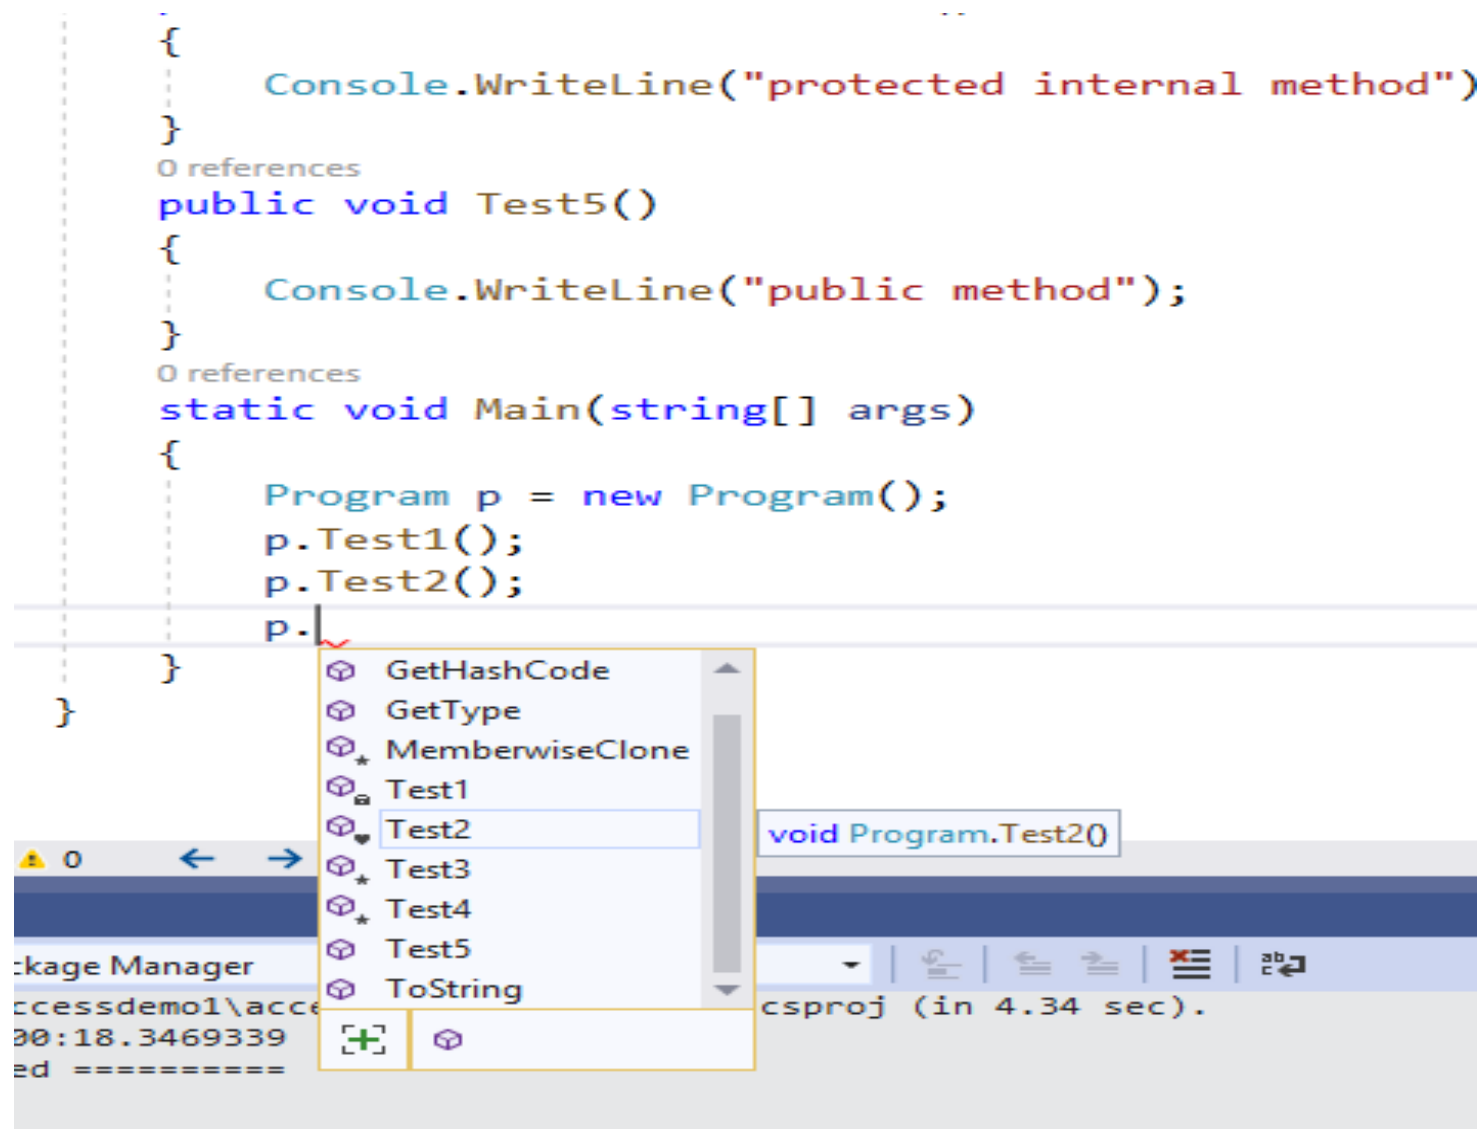 {
Console.WriteLine("protected internal method")
}
0 references
public void Test5()
{
Console.WriteLine("public method");
}
0 references
static void Main(string[] args)
{
Program p = new Program();
p.Test1();
p.Test2();
p.
}
}
GetHashCode
GetType
MemberwiseClone
Test1
Test2
void Program.Test2()
Test3
Test4
Test5
ToString
0
ckage Manager
ccessdemo1\acce
csproj (in 4.34 sec).
00:18.3469339
ed ==========